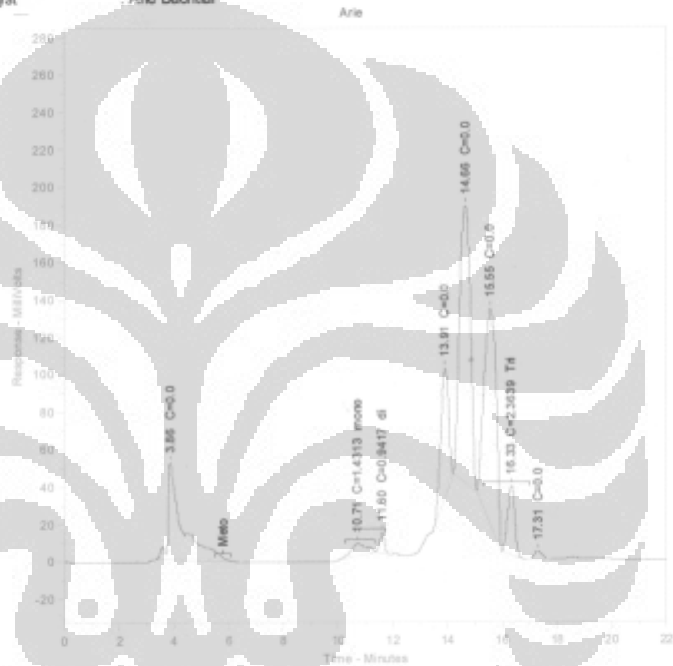 Arie
280
260
240
220
200
180
160
140
120
100
80
60
40
20
0
-20
Response - MilliVolts
3.86 C=0.0
Meto
10.71 C=1.4313 mono
11.60 C=0.9417 di
13.91 C=0.0
14.66 C=0.0
15.55 C=0.0
16.33 C=2.3639 Tri
17.31 C=0.0
0 2 4 6 8 10 12 14 16 18 20 22
Time - Minutes